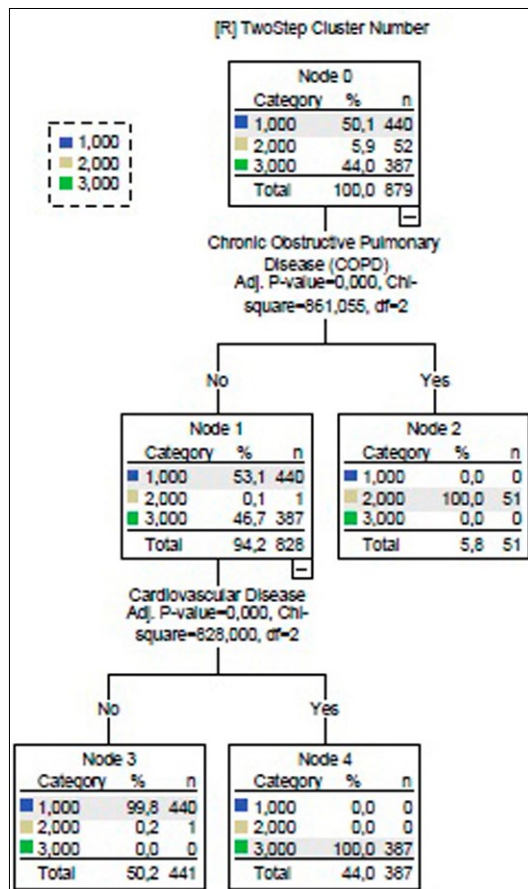 [R] TwoStep Cluster Number
1,000
2,000
3,000
Node 0
Category % n
1,000 50,1 440
2,000 5,9 52
3,000 44,0 387
Total 100,0 879
Chronic Obstructive Pulmonary
Disease (COPD)
Adj. P-value=0,000, Chi-
square=861,055, df=2
No
Yes
Node 1
Category % n
1,000 53,1 440
2,000 0,1 1
3,000 46,7 387
Total 94,2 828
Node 2
Category % n
1,000 0,0 0
2,000 100,0 51
3,000 0,0 0
Total 5,8 51
Cardiovascular Disease
Adj. P-value=0,000, Chi-
square=828,000, df=2
No
Yes
Node 3
Category % n
1,000 99,8 440
2,000 0,2 1
3,000 0,0 0
Total 50,2 441
Node 4
Category % n
1,000 0,0 0
2,000 0,0 0
3,000 100,0 387
Total 44,0 387